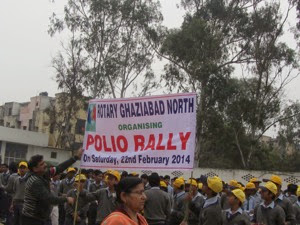 ROTARY GHAZIABAD NORTH
ORGANISING
POLIO RALLY
On Saturday, 22nd February 2014